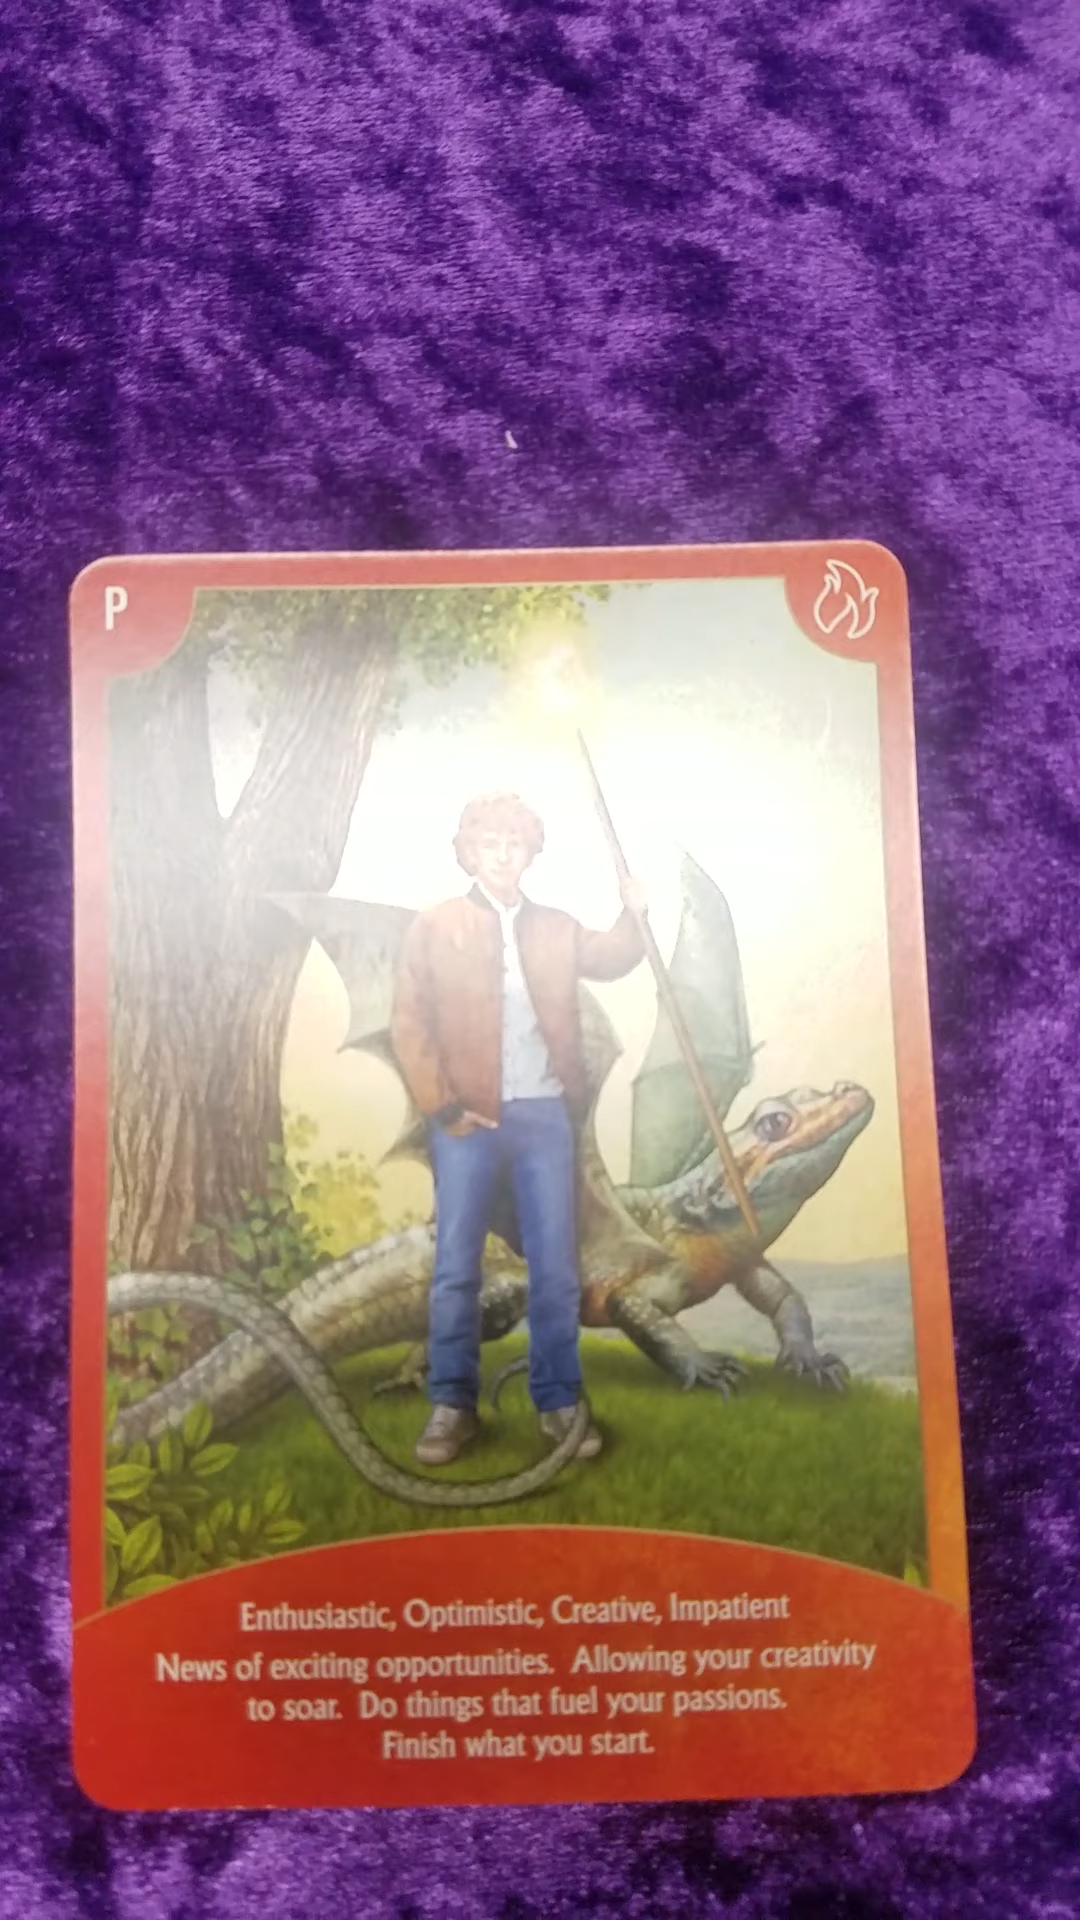 P
Enthusiastic, Optimistic, Creative, Impatient
News of exciting opportunities. Allowing your creativity
to soar. Do things that fuel your passions.
Finish what you start.